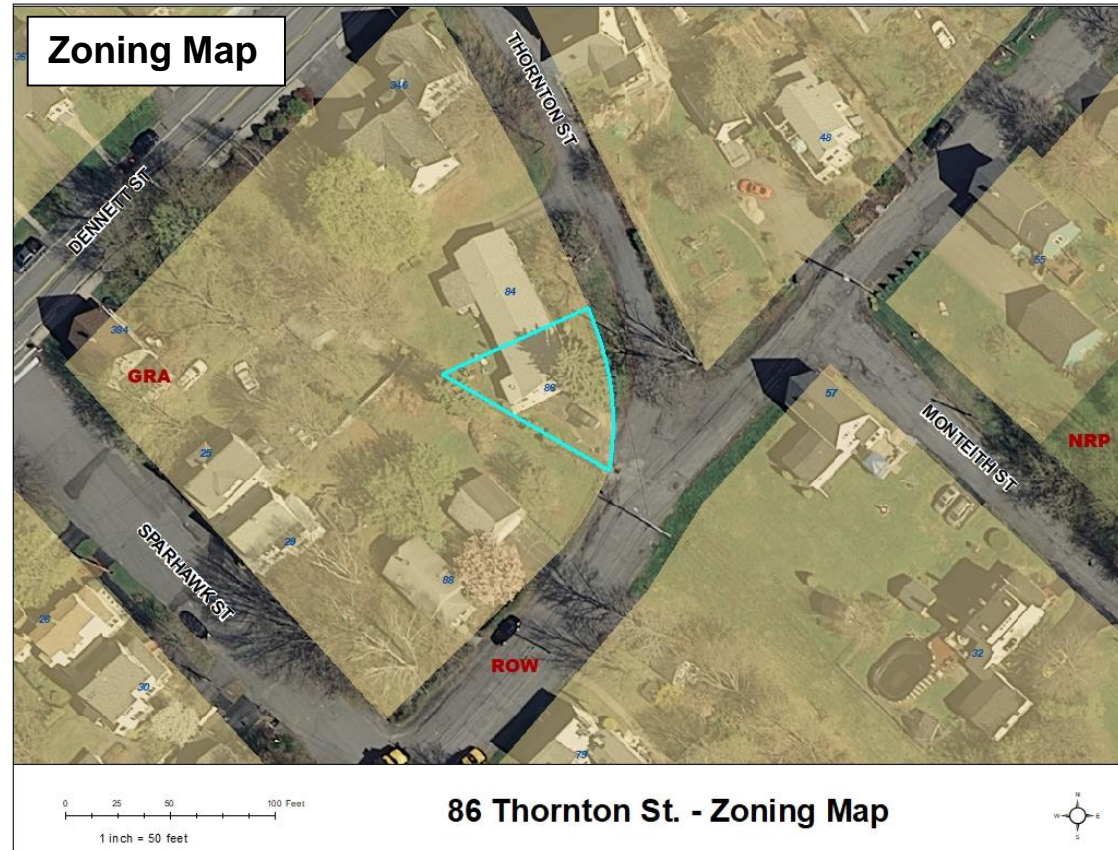 Zoning Map
36
346
THORNTON ST
48
DENNETT ST
55
84
384
GRA
86
57
MONTEITH ST
NRP
25
29
SPARHAWK ST
88
28
30
ROW
32
79
0 25 50 100 Feet
1 inch = 50 feet
86 Thornton St. - Zoning Map
N
W E
S